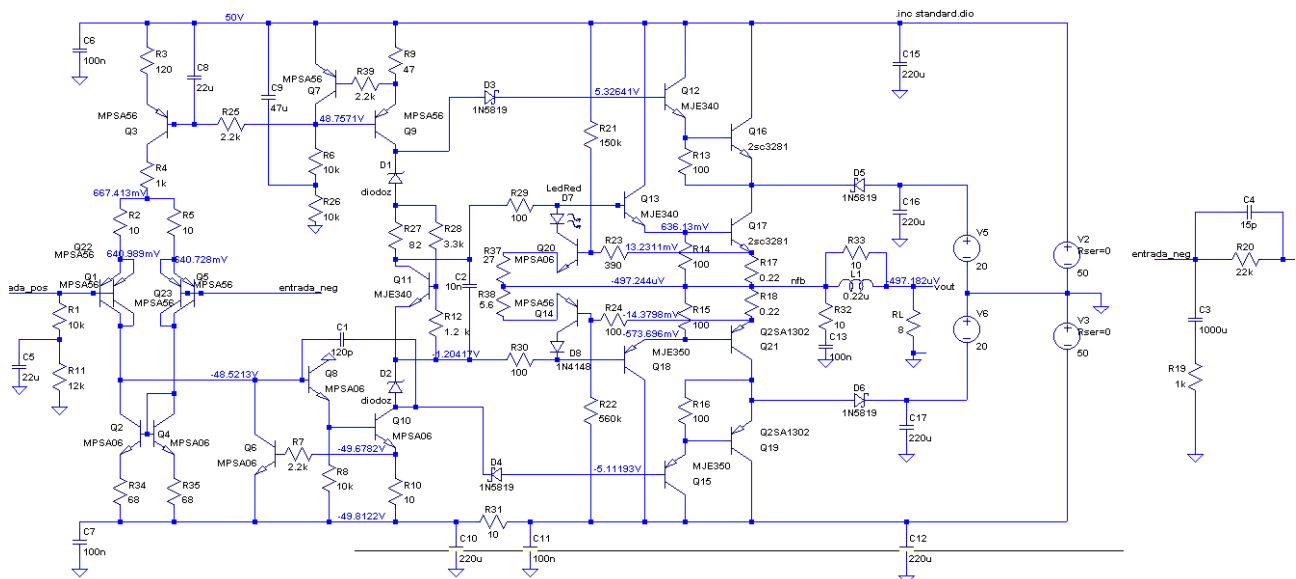 50V
.inc standard.dio
C6
100n
R3
120
C8
22u
C9
47u
MPSA56
Q7
R39
2.2k
R9
47
MPSA56
Q3
R25
2.2k
48.7571V
MPSA56
Q9
D3
1N5819
5.32641V
Q12
MJE340
C15
220u
R21
150k
Q16
2sc3281
R13
100
R4
1k
R6
10k
D1
diodoz
R26
10k
667.413mV
R2
10
R5
10
Q22
MPSA56
640.989mV
640.728mV
Q1
MPSA56
Q23
Q5
MPSA56
ada_pos
entrada_neg
R27
82
R28
3.3k
R29
100
LedRed
D7
Q13
MJE340
636.13mV
Q17
2sc3281
D5
1N5819
C16
220u
V5
20
V2
Rser=0
50
C4
15p
R20
22k
entrada_neg
C3
1000u
R19
1k
Q20
MPSA06
R23
390
13.2311mV
R14
100
R37
27
R17
0.22
R33
10
L1
0.22u
-497.244uV
nfb
-497.182uV
vout
R38
5.6
MPSA56
Q14
R24
100
-14.3798mV
-573.696mV
R15
100
R18
0.22
R32
10
C13
100n
RL
8
V6
20
V3
Rser=0
50
Q11
MJE340
C2
10n
R12
1.2 k
R1
10k
C5
22u
R11
12k
C1
120p
-1.20417V
R30
100
D8
1N4148
MJE350
Q18
Q2SA1302
Q21
-48.5213V
Q8
MPSA06
D2
diodoz
Q10
MPSA06
R22
560k
R16
100
D6
1N5819
C17
220u
Q2SA1302
Q19
Q2
MPSA06
Q4
MPSA06
Q6
MPSA06
R7
2.2k
-49.6782V
R8
10k
D4
1N5819
-5.11193V
MJE350
Q15
R34
68
R35
68
R10
10
-49.8122V
R31
10
C7
100n
C10
220u
C11
100n
C12
220u